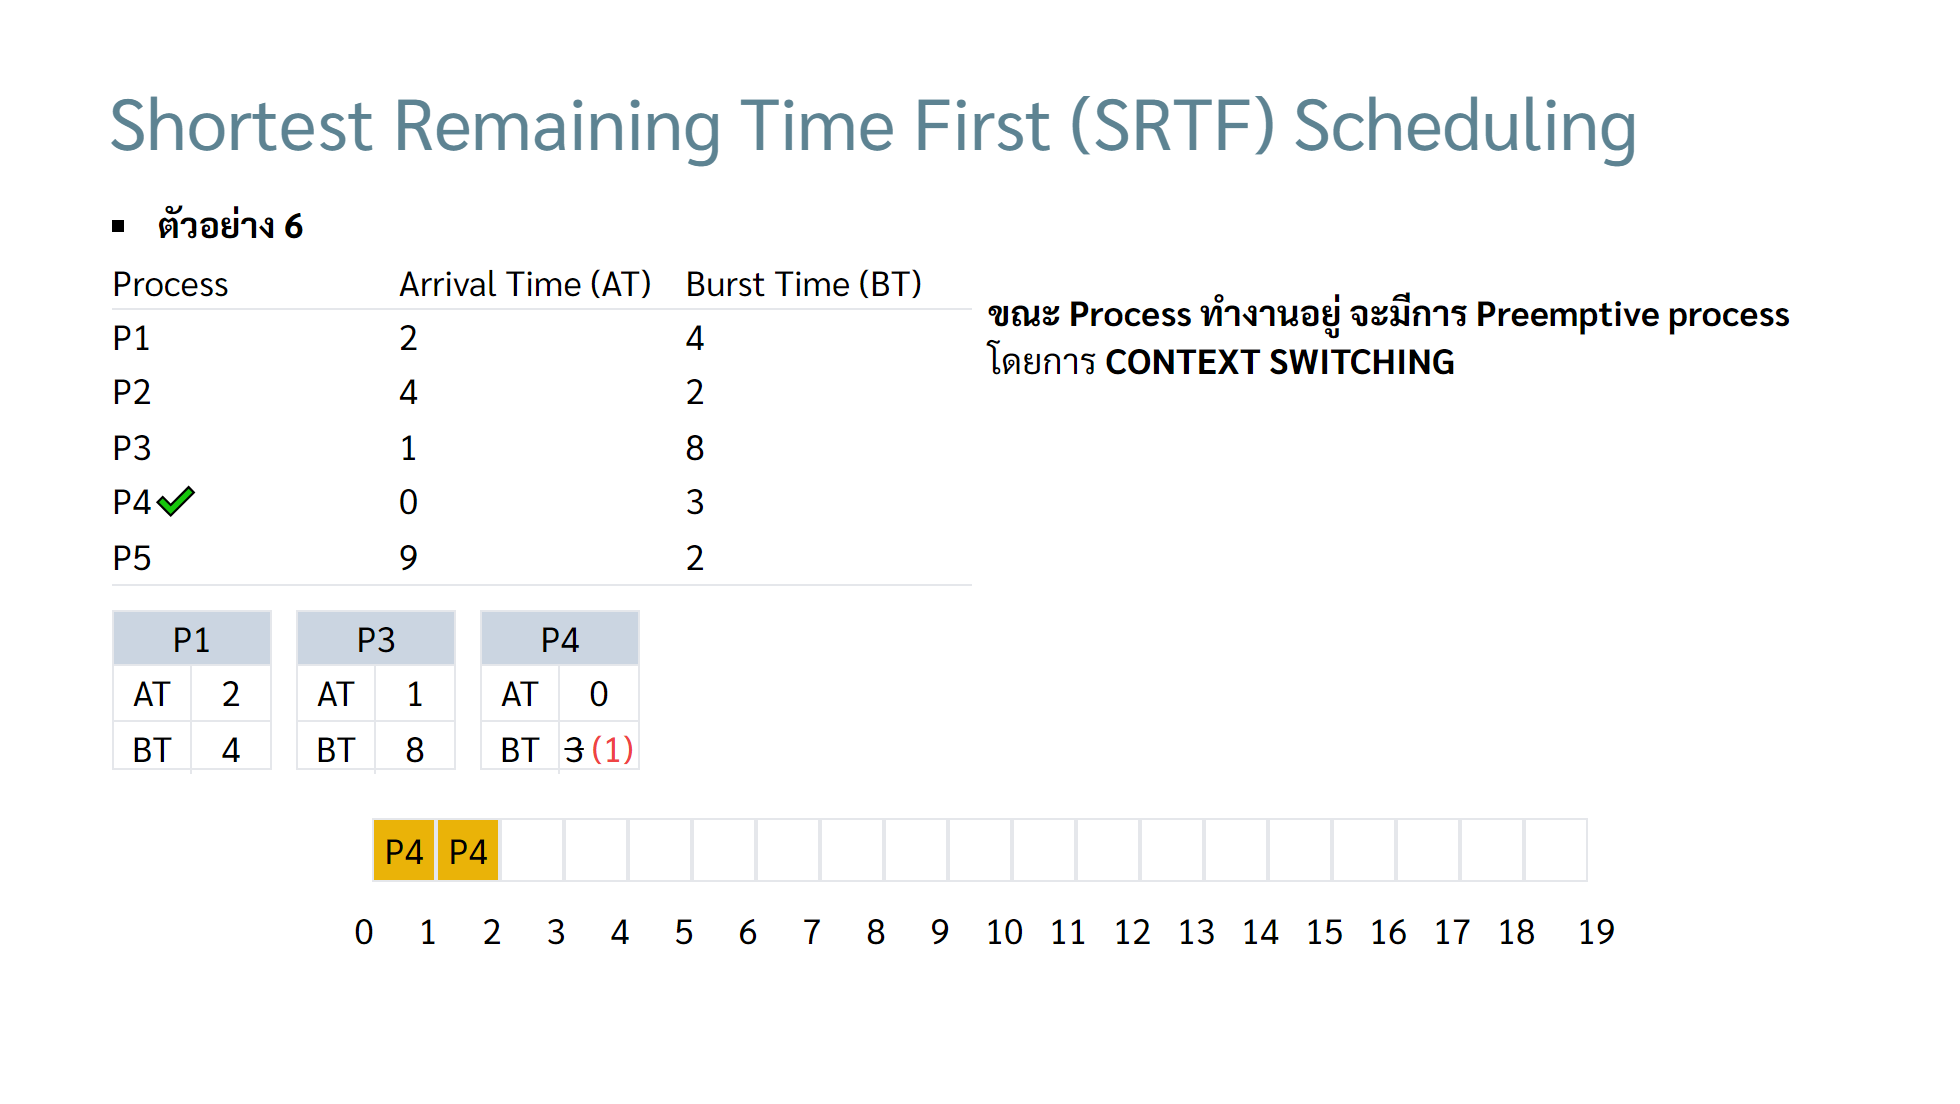 Shortest Remaining Time First (SRTF) Scheduling
▪ ตัวอย่าง 6
Process Arrival Time (AT) Burst Time (BT)
P1 2 4
P2 4 2
P3 1 8
P4 0 3
P5 9 2
ขณะ Process ทำงานอยู่ จะมีการ Preemptive process
โดยการ CONTEXT SWITCHING
P1 P3 P4
AT 2 AT 1 AT 0
BT 4 BT 8 BT 3 (1)
P4 P4
0 1 2 3 4 5 6 7 8 9 10 11 12 13 14 15 16 17 18 19